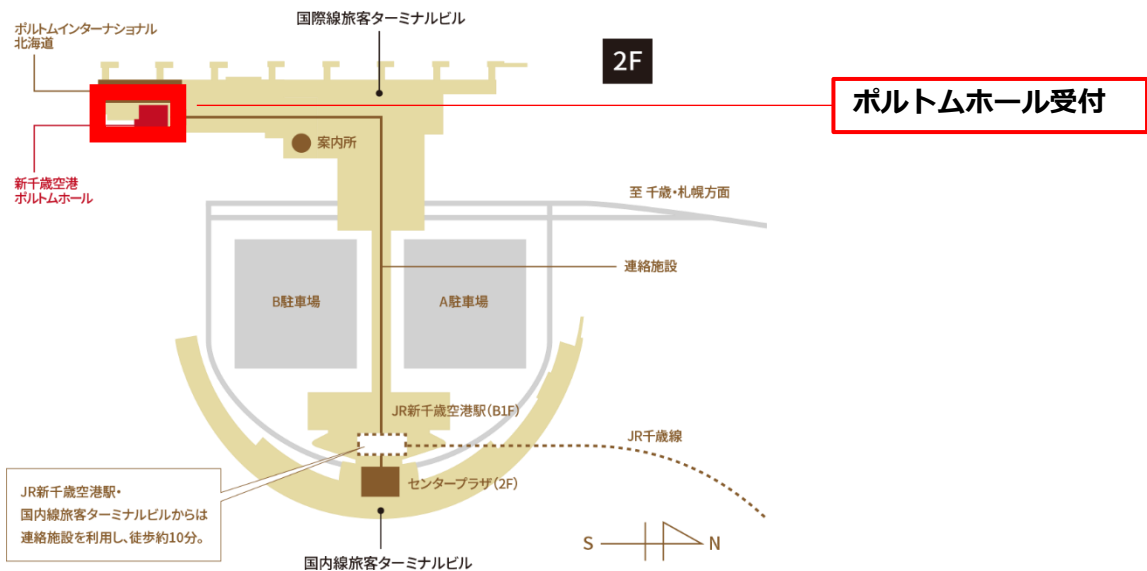 国際線旅客ターミナルビル
ポルトムインターナショナル
北海道
2F
ポルトムホール受付
案内所
新千歳空港
ポルトムホール
至 千歳・札幌方面
連絡施設
B駐車場
A駐車場
JR新千歳空港駅(B1F)
JR千歳線
センタープラザ(2F)
JR新千歳空港駅・
国内線旅客ターミナルビルからは
連絡施設を利用し、徒歩約10分。
S N
国内線旅客ターミナルビル